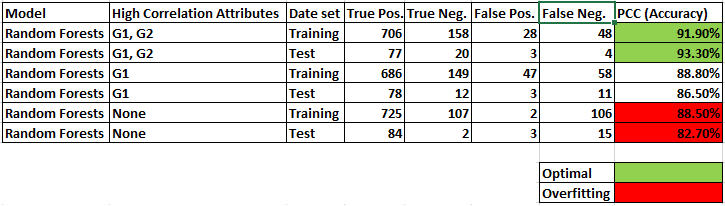 Model High Correlation Attributes Date set True Pos. True Neg. False Pos. False Neg. PCC (Accuracy)
Random Forests G1, G2 Training 706 158 28 48 91.90%
Random Forests G1, G2 Test 77 20 3 4 93.30%
Random Forests G1 Training 686 149 47 58 88.80%
Random Forests G1 Test 78 12 3 11 86.50%
Random Forests None Training 725 107 2 106 88.50%
Random Forests None Test 84 2 3 15 82.70%
Optimal
Overfitting